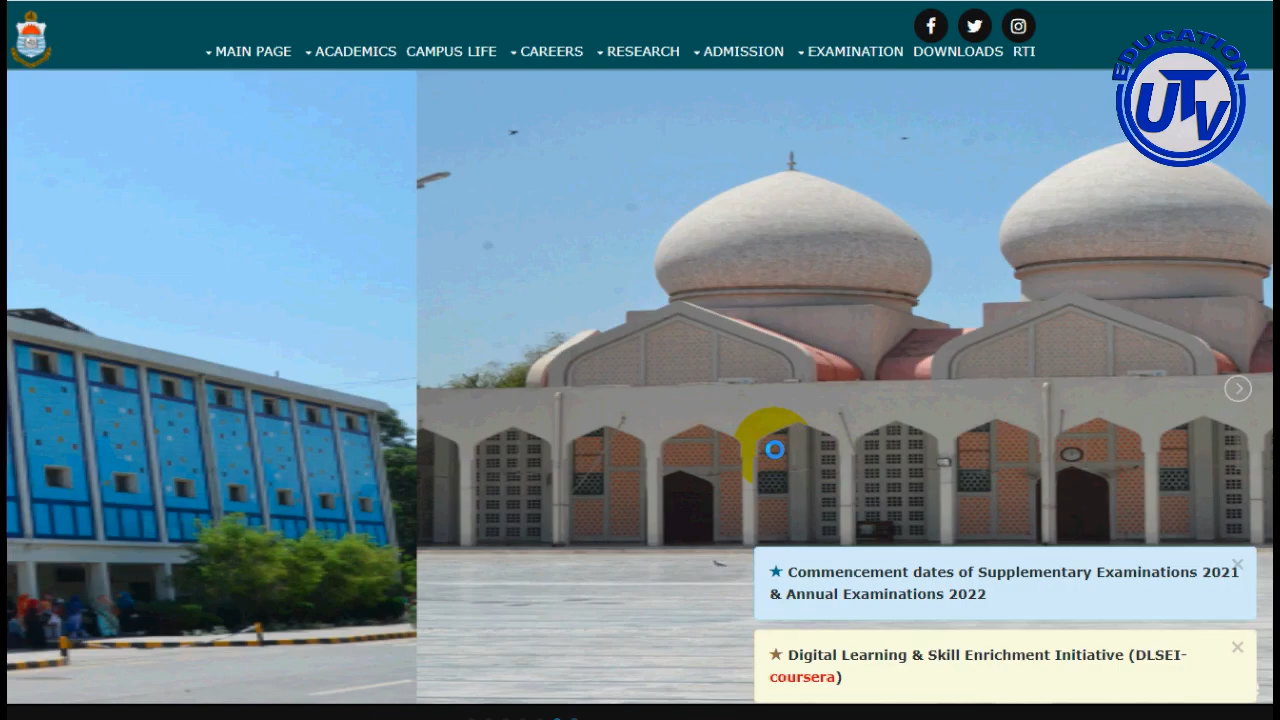 MAIN PAGE ACADEMICS CAMPUS LIFE CAREERS RESEARCH ADMISSION EXAMINATION DOWNLOADS RTI
EDUCATION
UTV
★ Commencement dates of Supplementary Examinations 2021
& Annual Examinations 2022
★ Digital Learning & Skill Enrichment Initiative (DLSEI-
coursera)